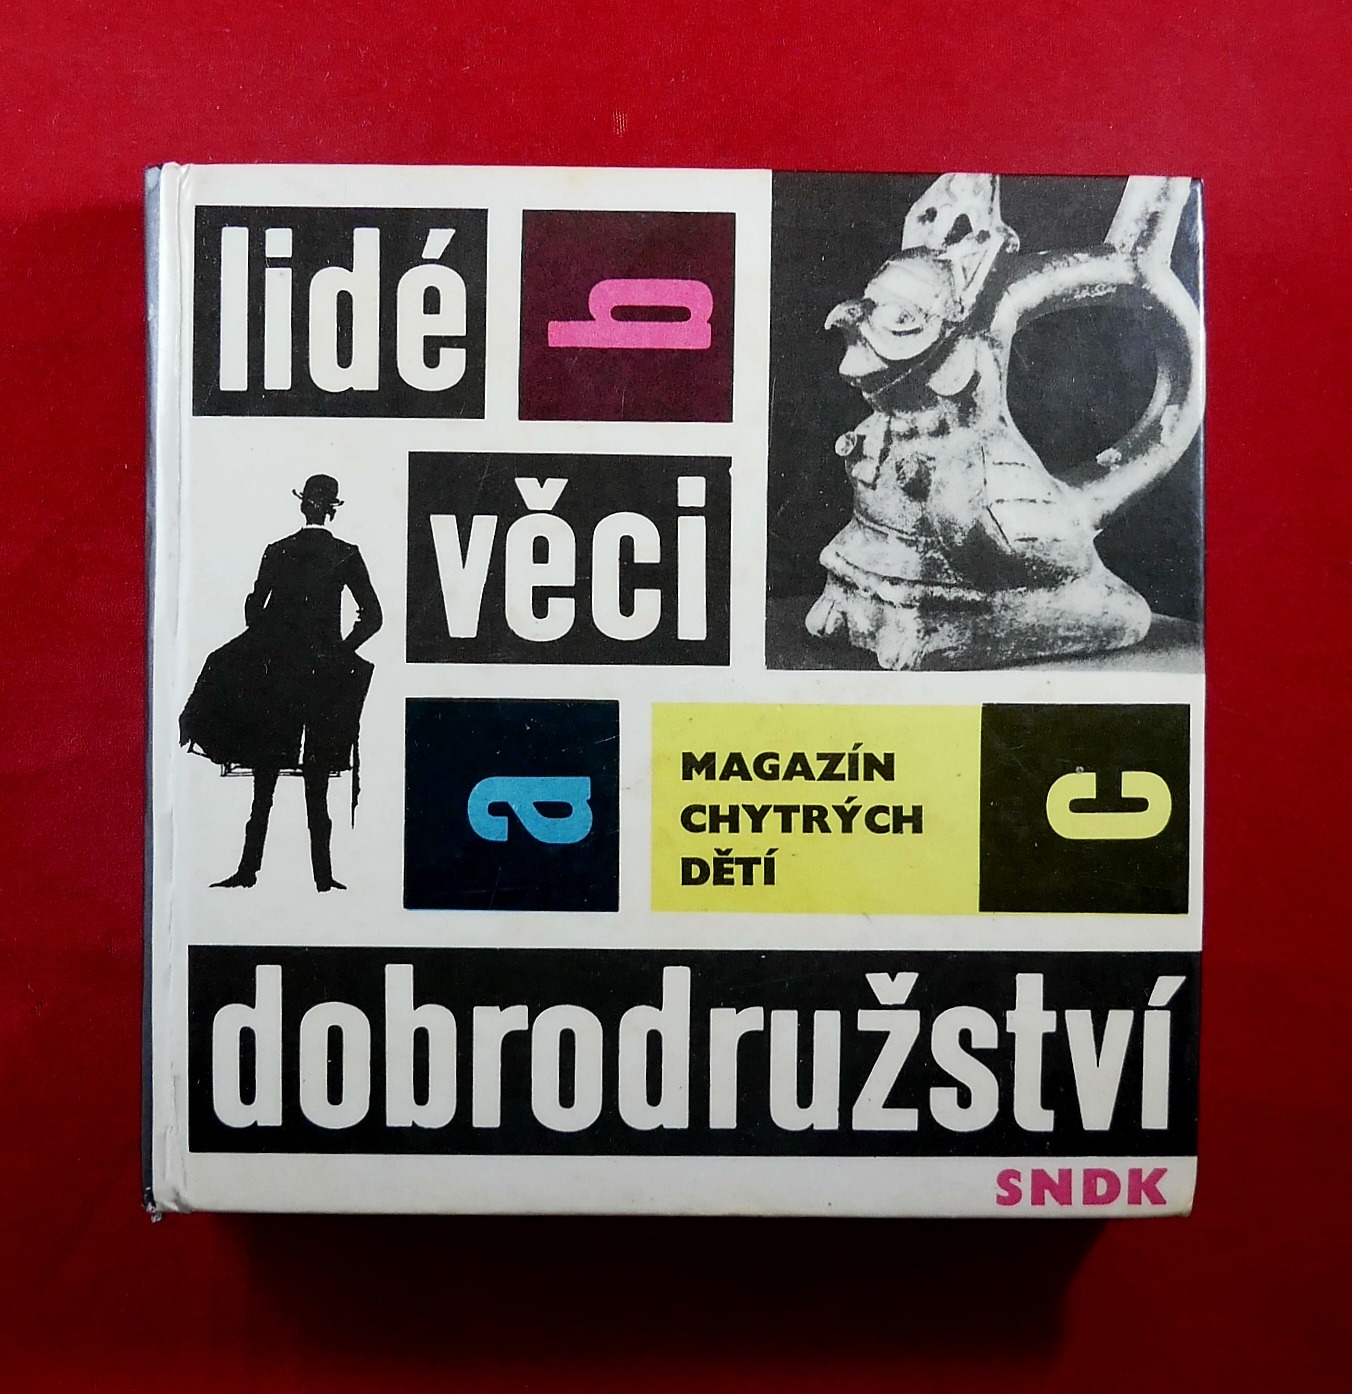 lidé
b
věci
a
MAGAZÍN
CHYTRÝCH
DĚTÍ
c
dobrodružství
SNDK